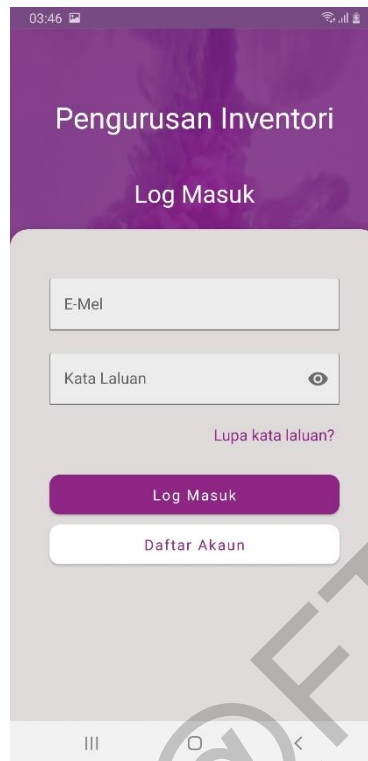 03:46
Pengurusan Inventori
Log Masuk
E-Mel
Kata Laluan
Lupa kata laluan?
Log Masuk
Daftar Akaun